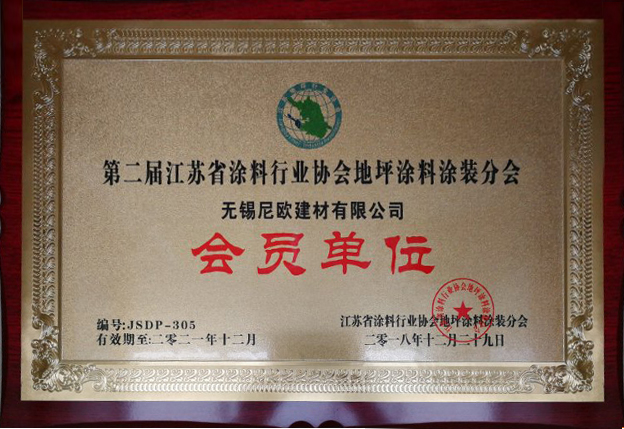 第二届江苏省涂料行业协会地坪涂料涂装分会
无锡尼欧建材有限公司
会员单位
编号:JSDP-305
有效期至:二零二一年十二月
江苏省涂料行业协会地坪涂料涂装分会
二零一八年十二月二十九日